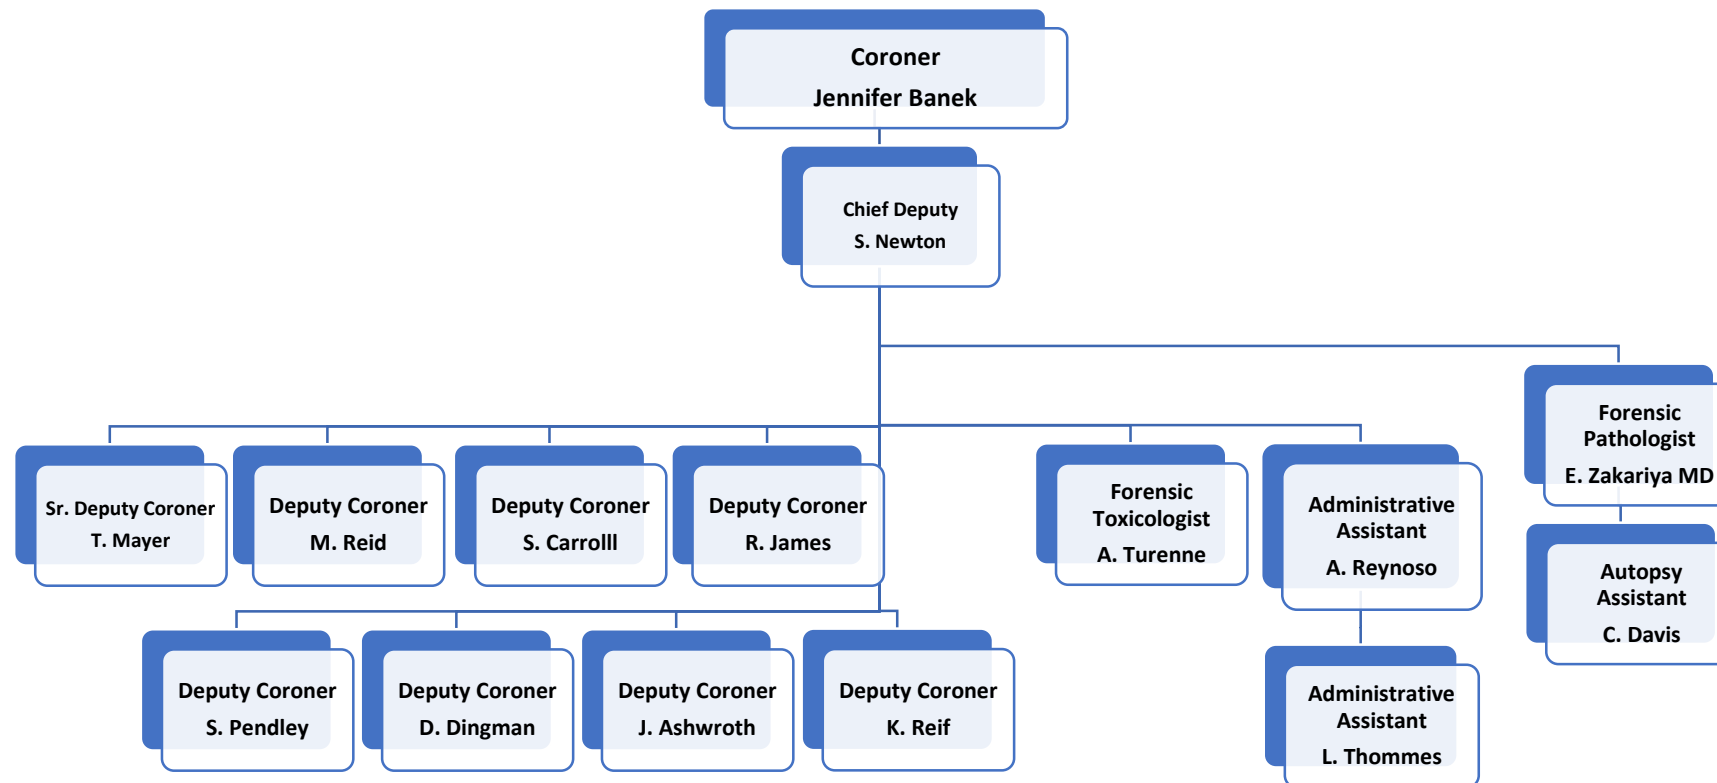 Coroner
Jennifer Banek
Chief Deputy
S. Newton
Forensic
Pathologist
E. Zakariya MD
Sr. Deputy Coroner
T. Mayer
Deputy Coroner
M. Reid
Deputy Coroner
S. Carrolll
Deputy Coroner
R. James
Forensic
Toxicologist
A. Turenne
Administrative
Assistant
A. Reynoso
Autopsy
Assistant
C. Davis
Deputy Coroner
S. Pendley
Deputy Coroner
D. Dingman
Deputy Coroner
J. Ashwroth
Deputy Coroner
K. Reif
Administrative
Assistant
L. Thommes